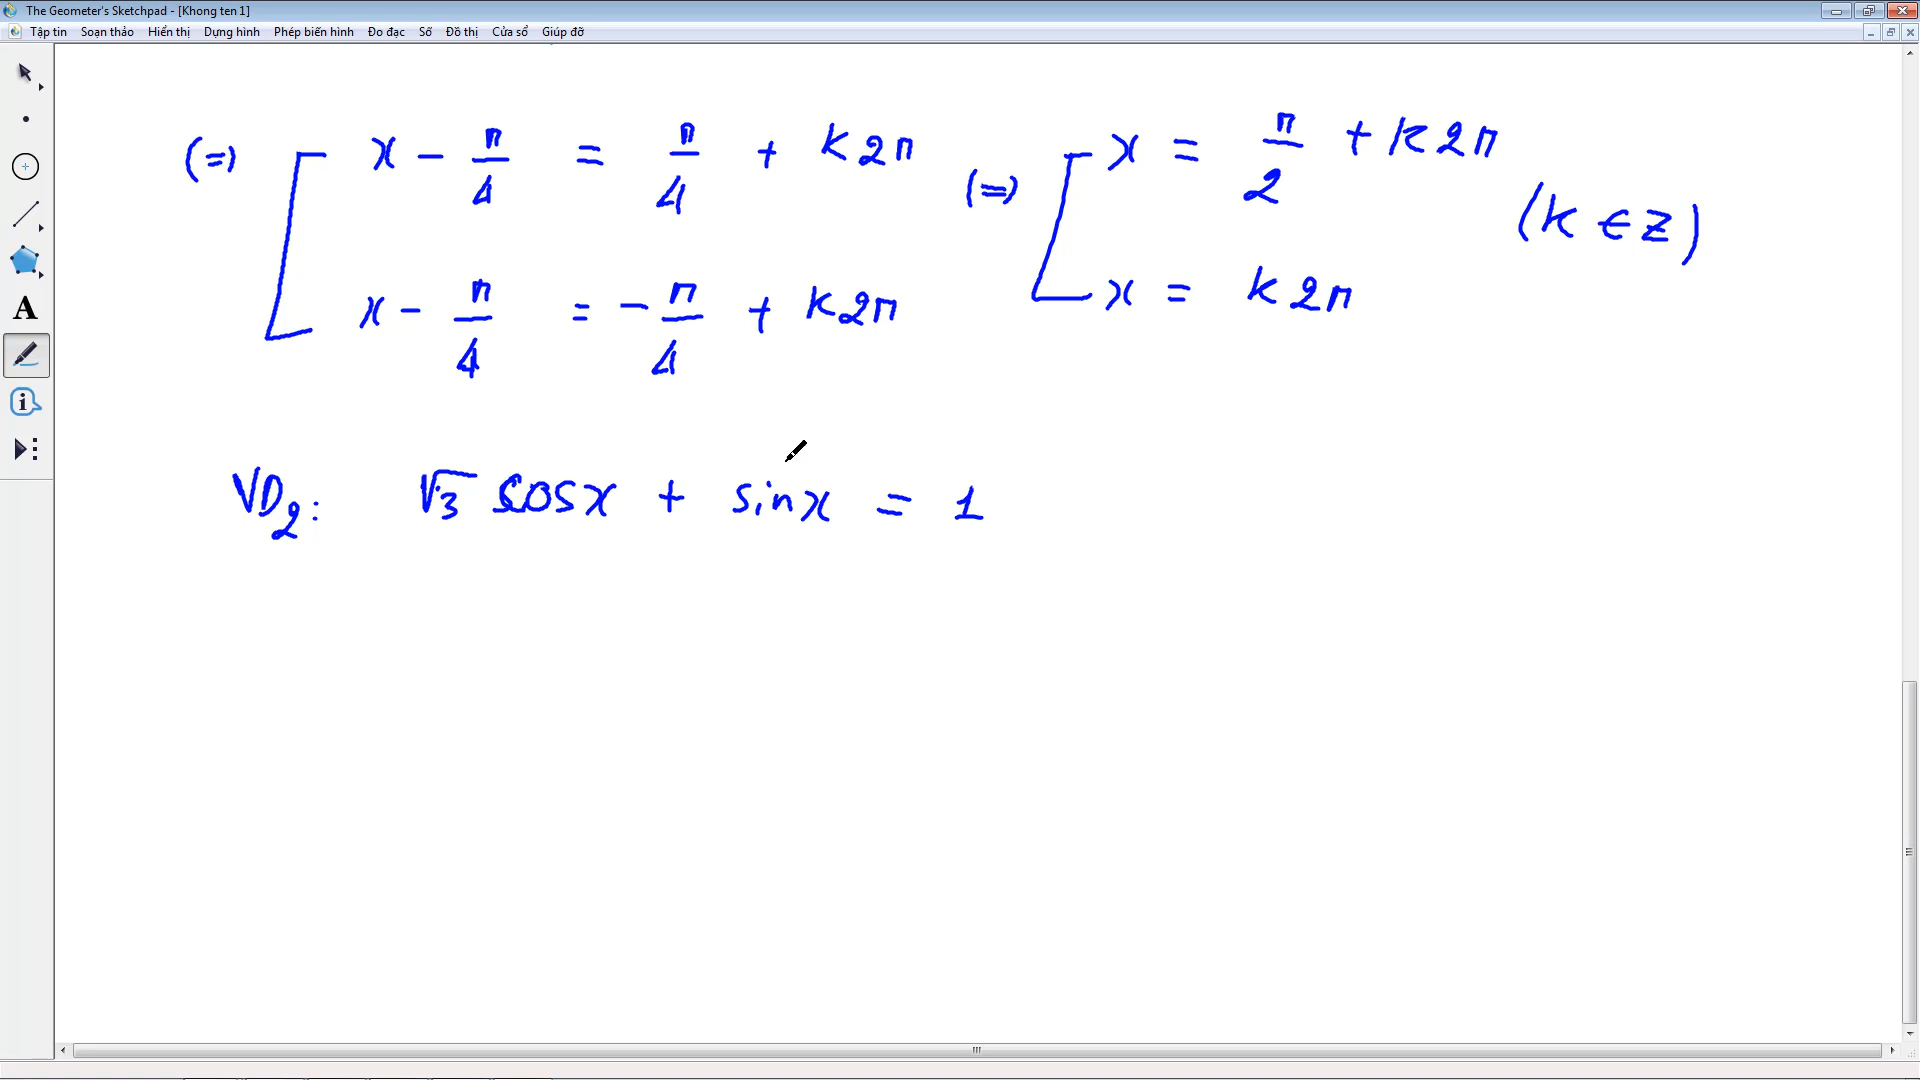 The Geometer's Sketchpad - [Khong ten 1]
Tập tin Soạn thảo Hiển thị Dựng hình Phép biến hình Đo đạc Số Đồ thị Cửa sổ Giúp đỡ
(=) [ x - π/4 = π/4 + k2π (=) [ x = π/2 + k2π
(k ∈ Z)
x - π/4 = - π/4 + k2π x = k2π
VD2: √3 cosx + sinx = 1